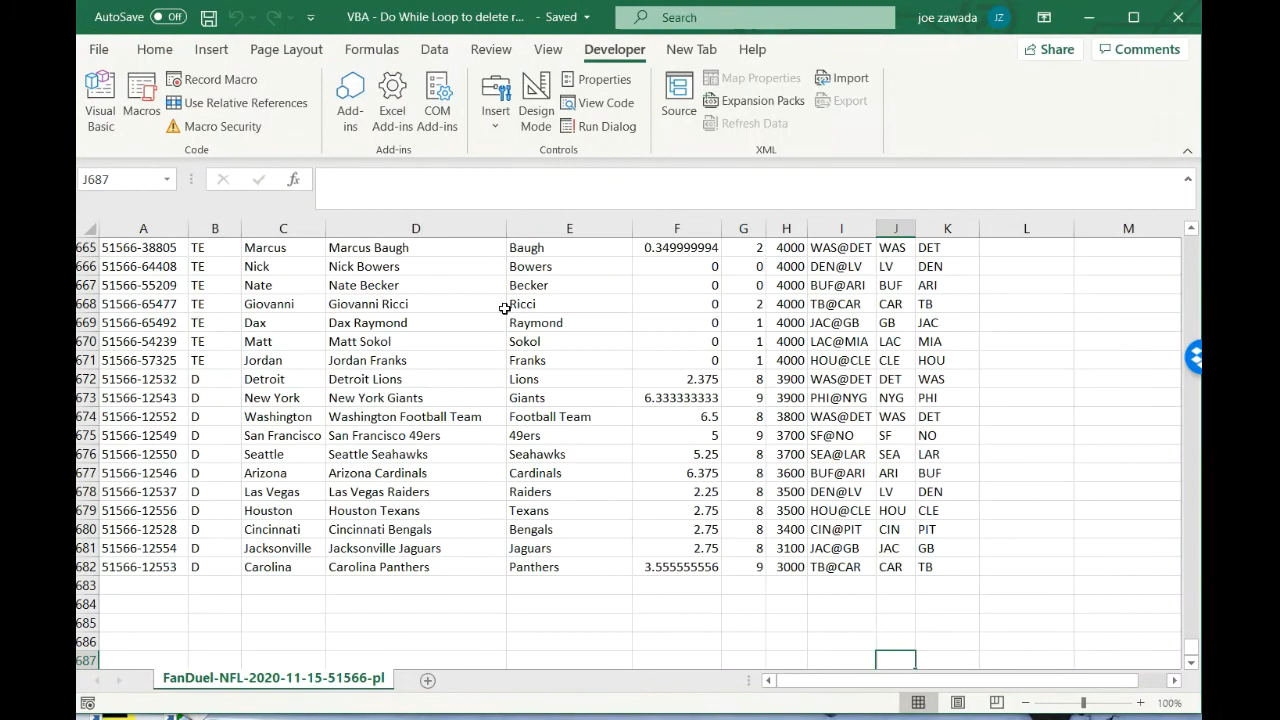 AutoSave Off VBA - Do While Loop to delete r... - Saved Search joe zawada JZ
File Home Insert Page Layout Formulas Data Review View Developer New Tab Help Share Comments
Visual Basic
Macros
Record Macro
Use Relative References
Macro Security
Code
Add-ins
Excel Add-ins
COM Add-ins
Add-ins
Insert
Design Mode
Properties
View Code
Run Dialog
Controls
Source
Map Properties
Expansion Packs
Refresh Data
Import
Export
XML
J687 fx
A B C D E F G H I J K L M
665 51566-38805 TE Marcus Marcus Baugh Baugh 0.349999994 2 4000 WAS@DET WAS DET
666 51566-64408 TE Nick Nick Bowers Bowers 0 0 4000 DEN@LV LV DEN
667 51566-55209 TE Nate Nate Becker Becker 0 0 4000 BUF@ARI BUF ARI
668 51566-65477 TE Giovanni Giovanni Ricci Ricci 0 2 4000 TB@CAR CAR TB
669 51566-65492 TE Dax Dax Raymond Raymond 0 1 4000 JAC@GB GB JAC
670 51566-54239 TE Matt Matt Sokol Sokol 0 1 4000 LAC@MIA LAC MIA
671 51566-57325 TE Jordan Jordan Franks Franks 0 1 4000 HOU@CLE CLE HOU
672 51566-12532 D Detroit Detroit Lions Lions 2.375 8 3900 WAS@DET DET WAS
673 51566-12543 D New York New York Giants Giants 6.333333333 9 3900 PHI@NYG NYG PHI
674 51566-12552 D Washington Washington Football Team Football Team 6.5 8 3800 WAS@DET WAS DET
675 51566-12549 D San Francisco San Francisco 49ers 49ers 5 9 3700 SF@NO SF NO
676 51566-12550 D Seattle Seattle Seahawks Seahawks 5.25 8 3700 SEA@LAR SEA LAR
677 51566-12546 D Arizona Arizona Cardinals Cardinals 6.375 8 3600 BUF@ARI ARI BUF
678 51566-12537 D Las Vegas Las Vegas Raiders Raiders 2.25 8 3500 DEN@LV LV DEN
679 51566-12556 D Houston Houston Texans Texans 2.75 8 3500 HOU@CLE HOU CLE
680 51566-12528 D Cincinnati Cincinnati Bengals Bengals 2.75 8 3400 CIN@PIT CIN PIT
681 51566-12554 D Jacksonville Jacksonville Jaguars Jaguars 2.75 8 3100 JAC@GB JAC GB
682 51566-12553 D Carolina Carolina Panthers Panthers 3.555555556 9 3000 TB@CAR CAR TB
683
684
685
686
687
FanDuel-NFL-2020-11-15-51566-pl
100%